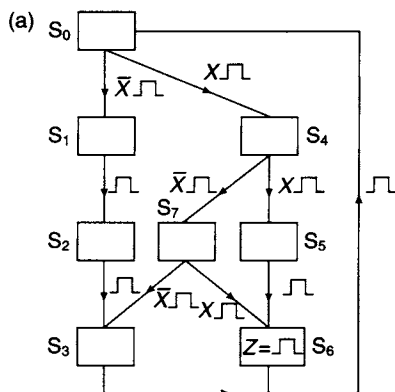 (a)
S₀
X̄ X
S₁ S₄
X̄ X
S₇
S₂ S₅
X̄ X
S₃ Z= S₆